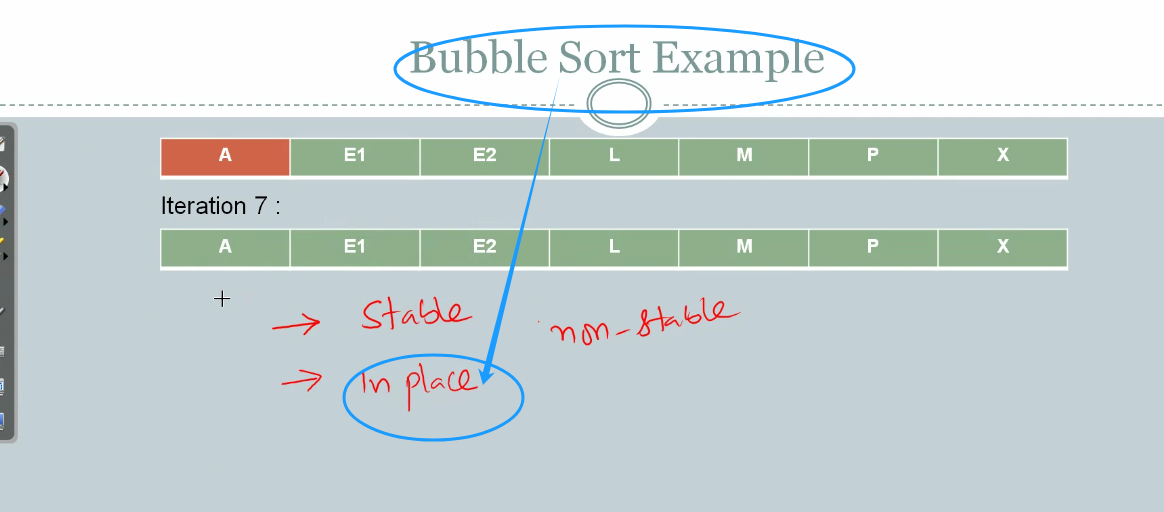 Bubble Sort Example
A E1 E2 L M P X
Iteration 7 :
A E1 E2 L M P X
→ Stable non-stable
→ In place